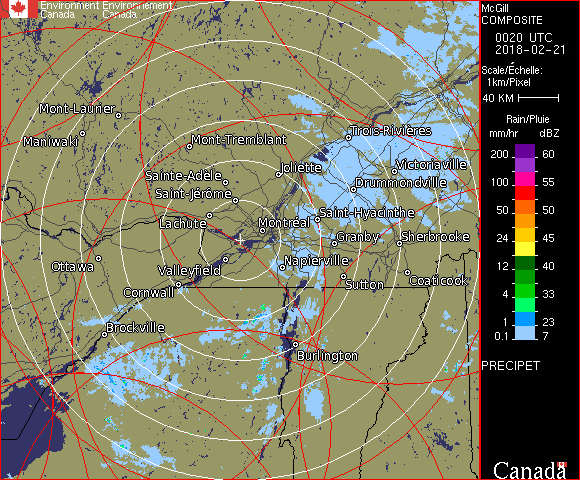 Environment Environnement
Canada Canada
McGill
COMPOSITE
0020 UTC
2018-02-21
Scale/Échelle:
1km/Pixel
40 KM
Rain/Pluie
mm/hr dBZ
200 60
100 55
50 50
24 45
12 40
4 33
1 23
0.1 7
PRECIPET
Canada
Mont-Laurier
Maniwaki
Mont-Tremblant
Trois-Rivières
Joliette
Victoriaville
Sainte-Adèle
Drummondville
Saint-Jérôme
Lachute
Saint-Hyacinthe
Montréal
Granby
Sherbrooke
Ottawa
Valleyfield
Napierville
Cornwall
Sutton
Coaticook
Brockville
Burlington